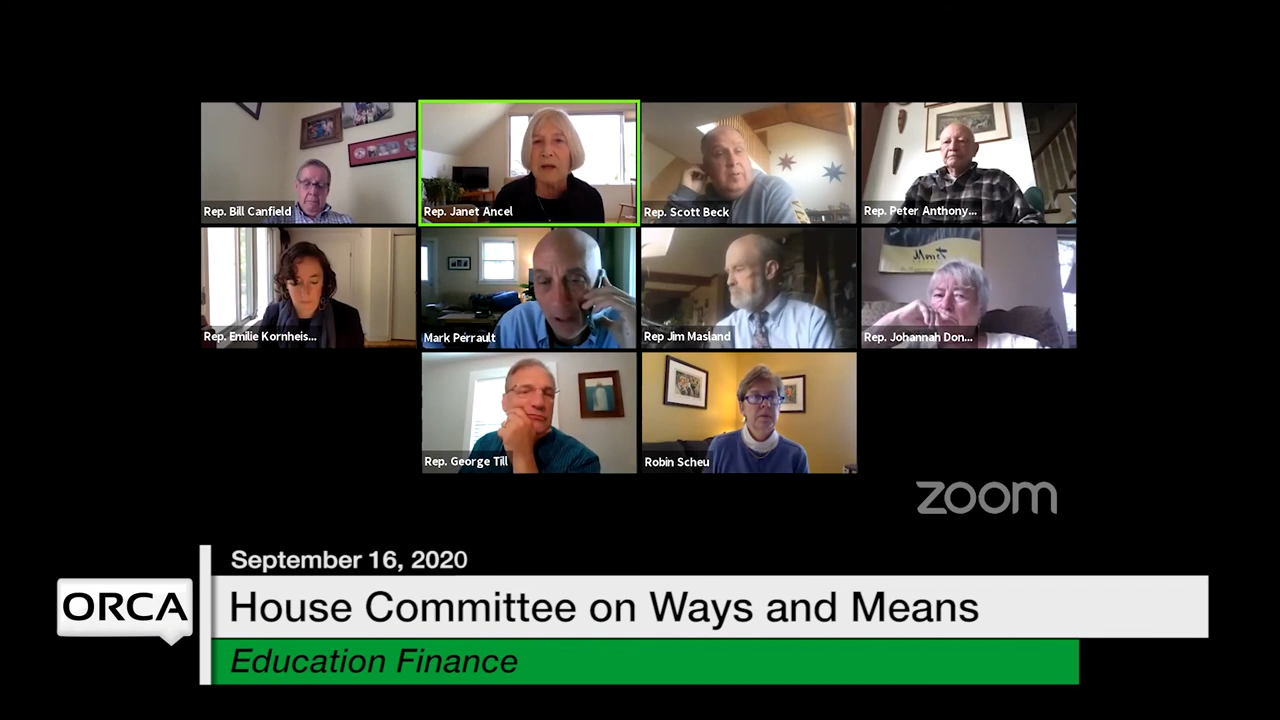 Rep. Bill Canfield
Rep. Janet Ancel
Rep. Scott Beck
Rep. Peter Anthony...
Rep. Emilie Kornheis...
Mark Perrault
Rep Jim Masland
Rep. Johannah Don...
Monet
Rep. George Till
Robin Scheu
zoom
September 16, 2020
ORCA
House Committee on Ways and Means
Education Finance